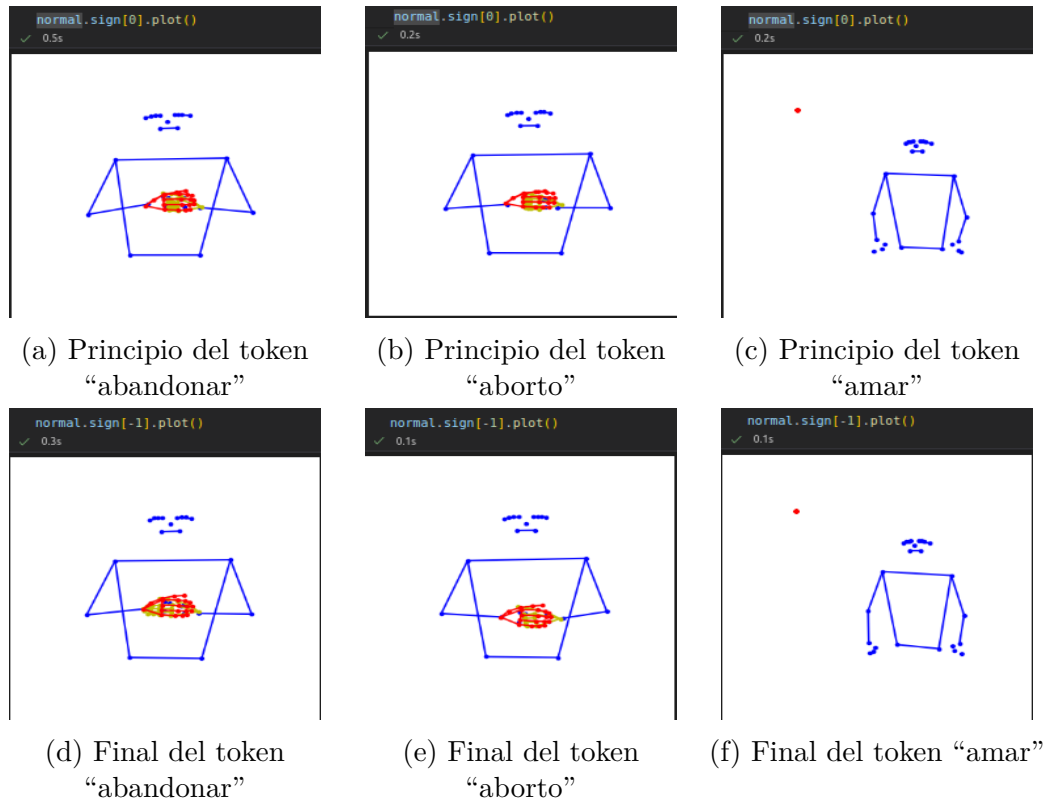 normal.sign[0].plot()
✓ 0.5s
normal.sign[0].plot()
✓ 0.2s
normal.sign[0].plot()
✓ 0.2s
(a) Principio del token
“abandonar”
(b) Principio del token
“aborto”
(c) Principio del token
“amar”
normal.sign[-1].plot()
✓ 0.3s
normal.sign[-1].plot()
✓ 0.1s
normal.sign[-1].plot()
✓ 0.1s
(d) Final del token
“abandonar”
(e) Final del token
“aborto”
(f) Final del token “amar”